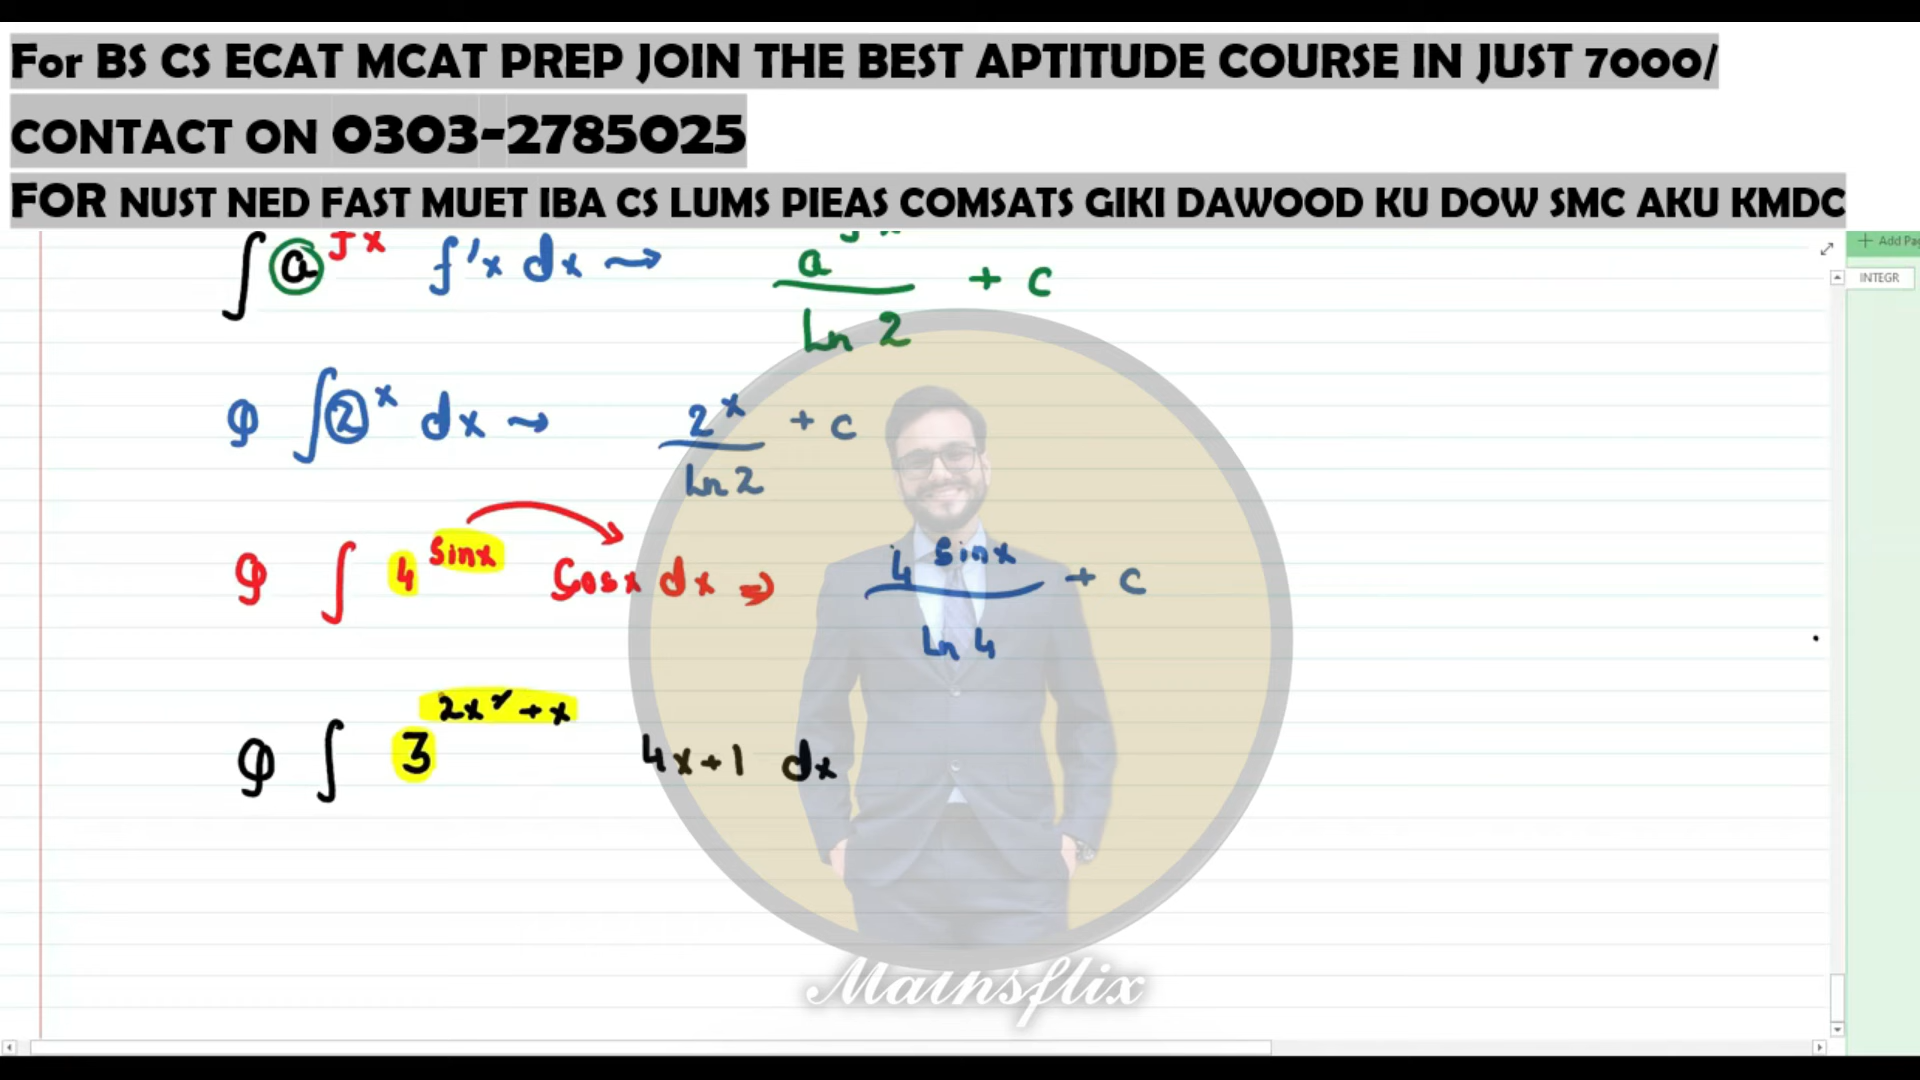 For BS CS ECAT MCAT PREP JOIN THE BEST APTITUDE COURSE IN JUST 7000/
CONTACT ON 0303-2785025
FOR NUST NED FAST MUET IBA CS LUMS PIEAS COMSATS GIKI DAWOOD KU DOW SMC AKU KMDC
+ Add Pag
INTEGR
∫ a^fx f'x dx → a^fx / Ln 2 + c
Q ∫ 2^x dx → 2^x / Ln 2 + c
Q ∫ 4^Sinx Cosx dx ⇒ 4^Sinx / Ln 4 + c
Q ∫ 3^2x²+x 4x+1 dx
Mainsflix